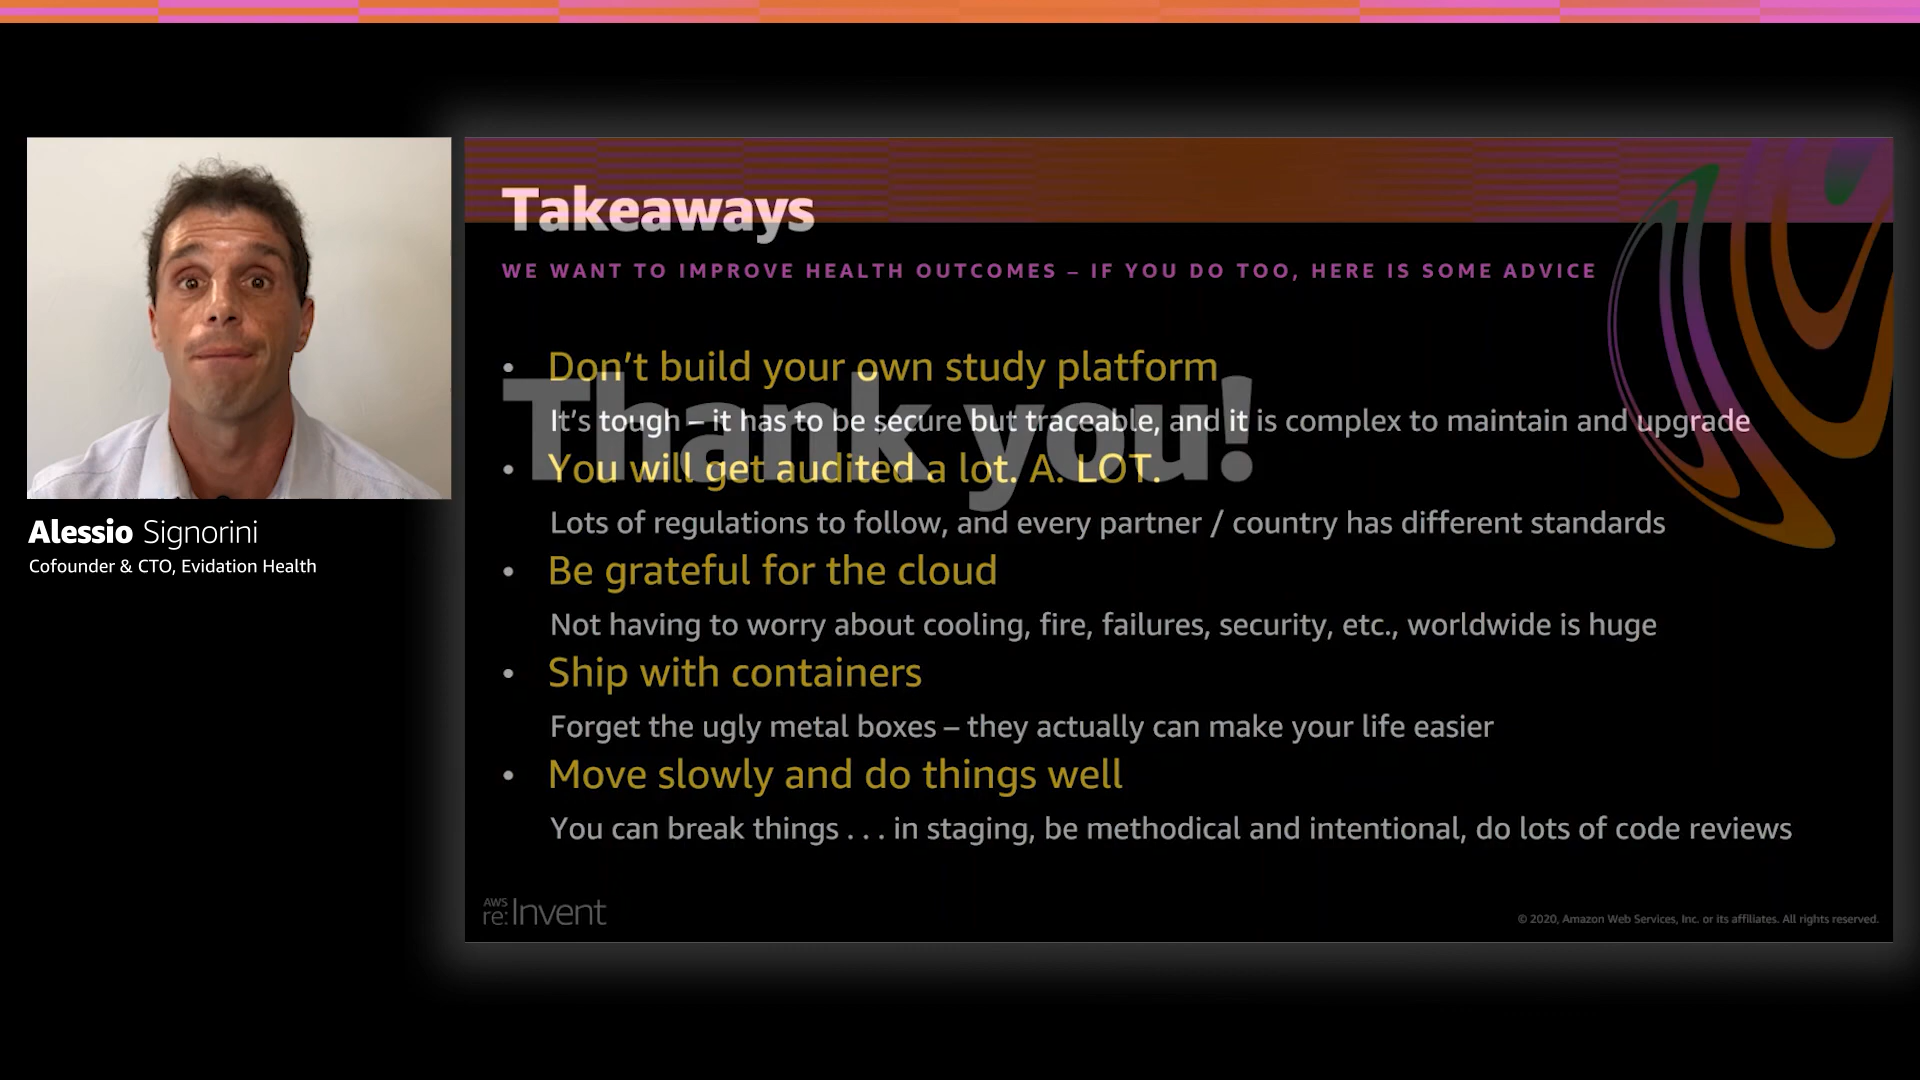 Takeaways
WE WANT TO IMPROVE HEALTH OUTCOMES – IF YOU DO TOO, HERE IS SOME ADVICE
• Don’t build your own study platform
It’s tough – it has to be secure but traceable, and it is complex to maintain and upgrade
Thank you!
• You will get audited a lot. A. LOT.
Lots of regulations to follow, and every partner / country has different standards
• Be grateful for the cloud
Not having to worry about cooling, fire, failures, security, etc., worldwide is huge
• Ship with containers
Forget the ugly metal boxes – they actually can make your life easier
• Move slowly and do things well
You can break things . . . in staging, be methodical and intentional, do lots of code reviews
Alessio Signorini
Cofounder & CTO, Evidation Health
AWS
re:Invent
© 2020, Amazon Web Services, Inc. or its affiliates. All rights reserved.